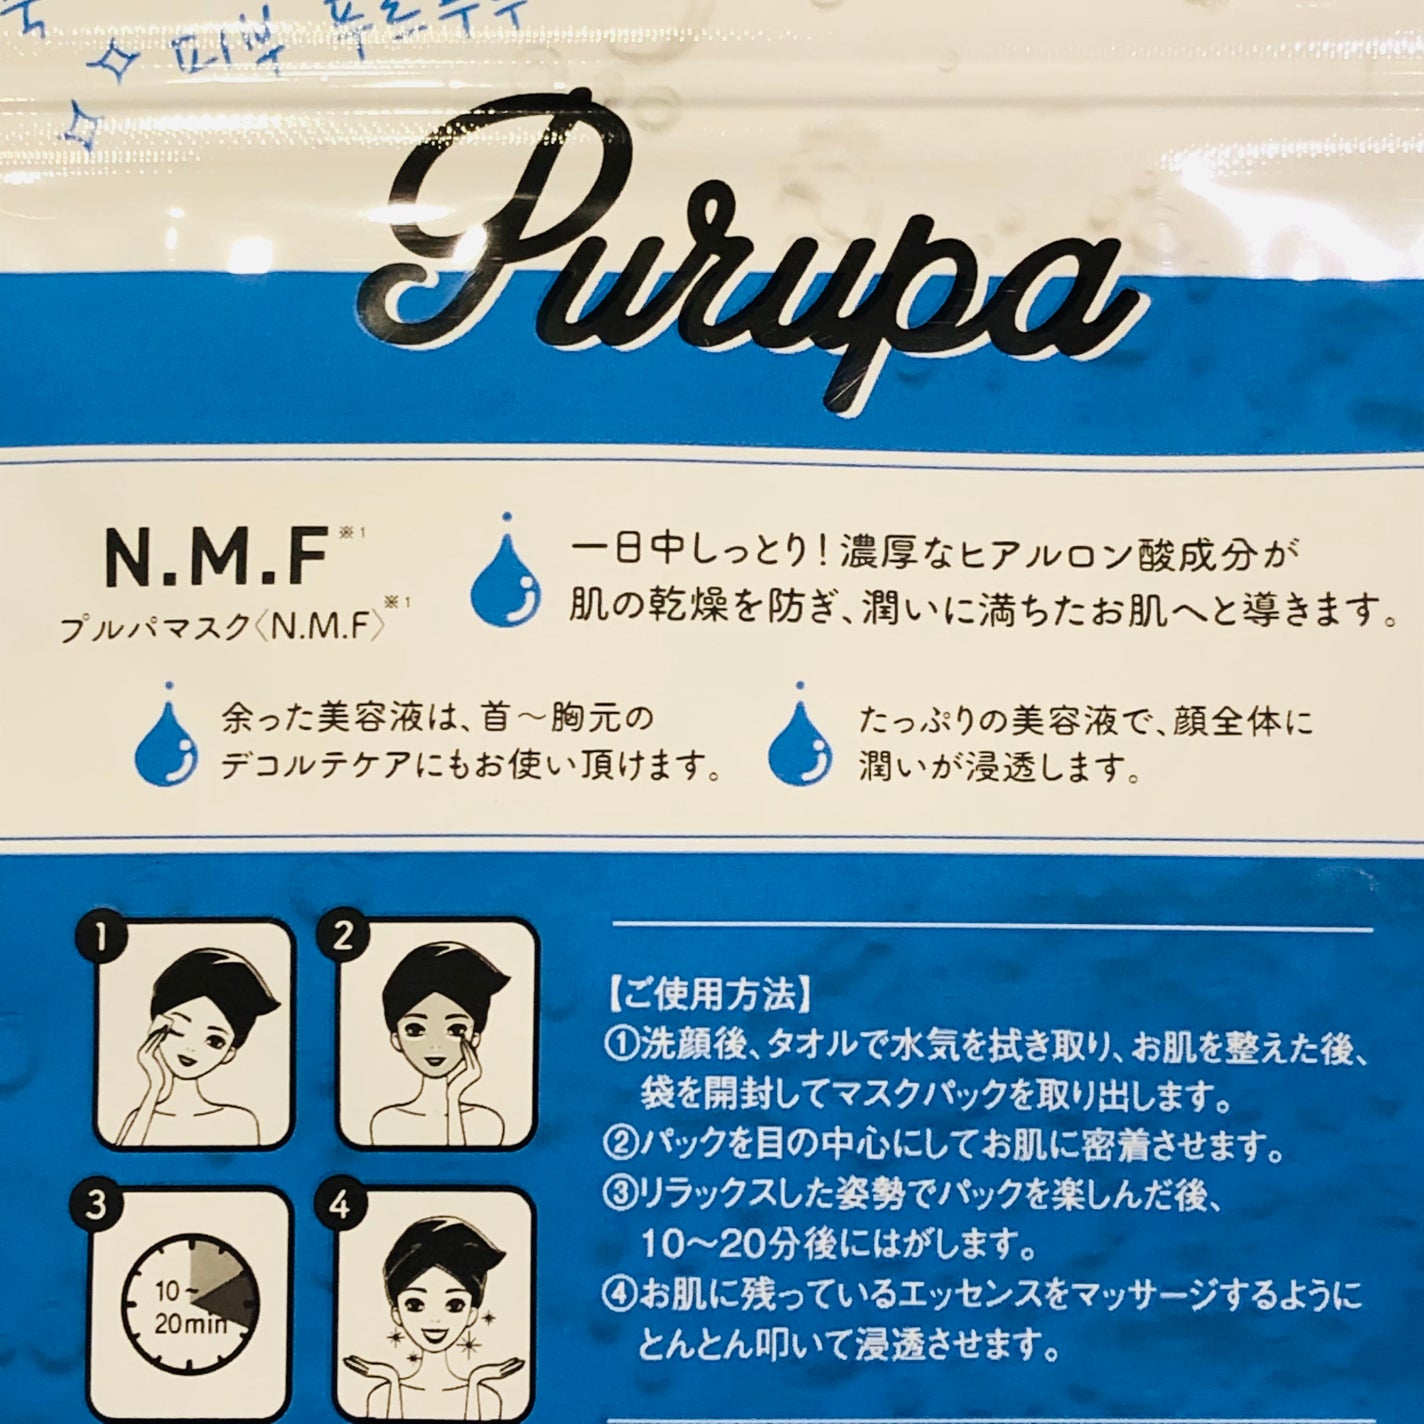 피부 푸르푸루
Purupa
N.M.F※1
プルパマスク〈N.M.F〉※1
一日中しっとり!濃厚なヒアルロン酸成分が
肌の乾燥を防ぎ、潤いに満ちたお肌へと導きます。
余った美容液は、首〜胸元の
デコルテケアにもお使い頂けます。
たっぷりの美容液で、顔全体に
潤いが浸透します。
1
2
3
10~
20min
4
【ご使用方法】
①洗顔後、タオルで水気を拭き取り、お肌を整えた後、
袋を開封してマスクパックを取り出します。
②パックを目の中心にしてお肌に密着させます。
③リラックスした姿勢でパックを楽しんだ後、
10〜20分後にはがします。
④お肌に残っているエッセンスをマッサージするように
とんとん叩いて浸透させます。